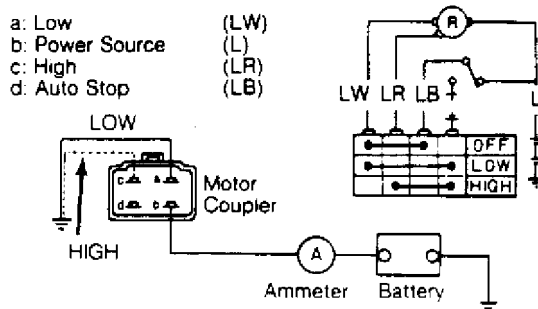 a: Low (LW)
b: Power Source (L)
c: High (LR)
d: Auto Stop (LB)
R
LW LR LB L
LOW
OFF
LOW
HIGH
c a
d b
Motor
Coupler
HIGH
A
Ammeter Battery